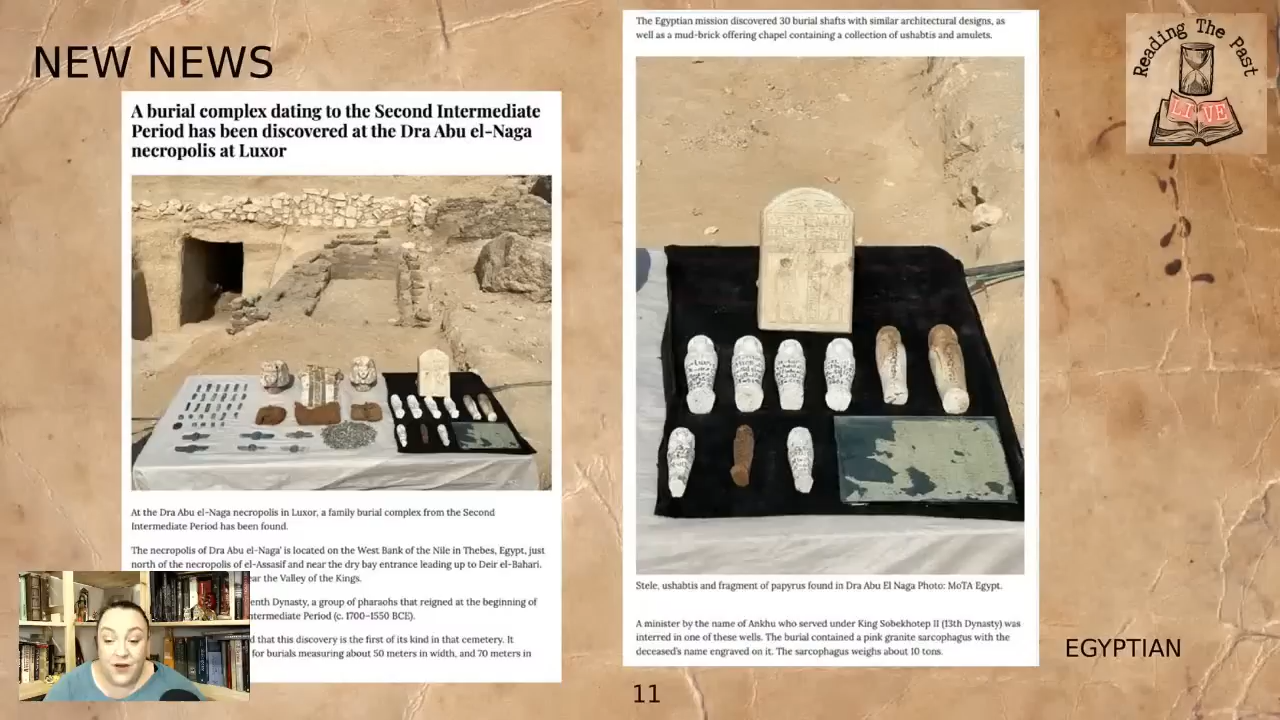 NEW NEWS
A burial complex dating to the Second Intermediate
Period has been discovered at the Dra Abu el-Naga
necropolis at Luxor
At the Dra Abu el-Naga necropolis in Luxor, a family burial complex from the Second
Intermediate Period has been found.
The necropolis of Dra Abu el-Naga' is located on the West Bank of the Nile in Thebes, Egypt, just
north of the necropolis of el-Assasif and near the dry bay entrance leading up to Deir el-Bahari.
near the Valley of the Kings.
Dynasty, a group of pharaohs that reigned at the beginning of
Period (c. 1700–1550 BCE).
that this discovery is the first of its kind in that cemetery. It
for burials measuring about 50 meters in width, and 70 meters in
The Egyptian mission discovered 30 burial shafts with similar architectural designs, as
well as a mud-brick offering chapel containing a collection of ushabtis and amulets.
Stele, ushabtis and fragment of papyrus found in Dra Abu El Naga Photo: MoTA Egypt.
A minister by the name of Ankhu who served under King Sobekhotep II (13th Dynasty) was
interred in one of these wells. The burial contained a pink granite sarcophagus with the
deceased's name engraved on it. The sarcophagus weighs about 10 tons.
Reading The Past
LIVE
EGYPTIAN
11